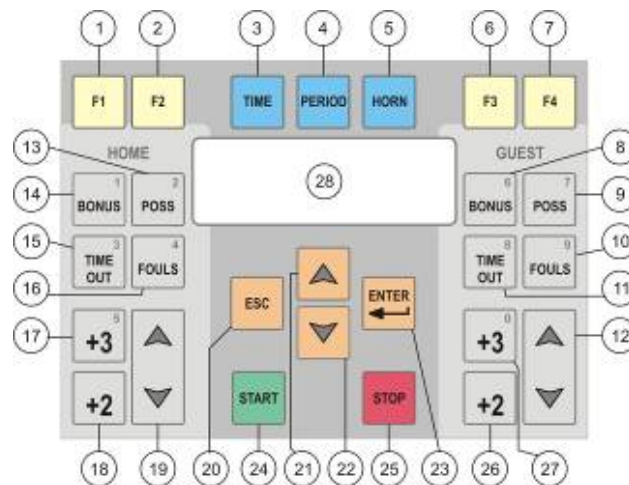 1 2 3 4 5 6 7
F1 F2 TIME PERIOD HORN F3 F4
13 HOME GUEST 8
28
14 1 BONUS 2 POSS 6 BONUS 7 POSS 9
15 3 TIME OUT 4 FOULS 8 TIME OUT 9 FOULS 10
16 ESC ENTER 11
17 5 +3 0 +3 12
+2 START STOP +2
18 19 20 24 21 22 25 23 26 27